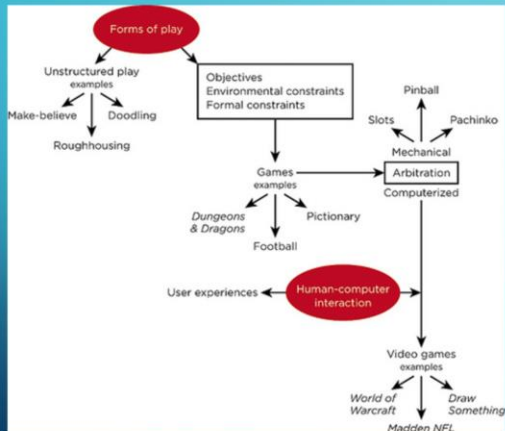 Forms of play
Unstructured play
examples
Make-believe
Doodling
Roughhousing
Objectives
Environmental constraints
Formal constraints
Pinball
Slots
Pachinko
Mechanical
Arbitration
Computerized
Games
examples
Dungeons
& Dragons
Pictionary
Football
User experiences
Human-computer
interaction
Video games
examples
World of
Warcraft
Draw
Something
Madden NFL